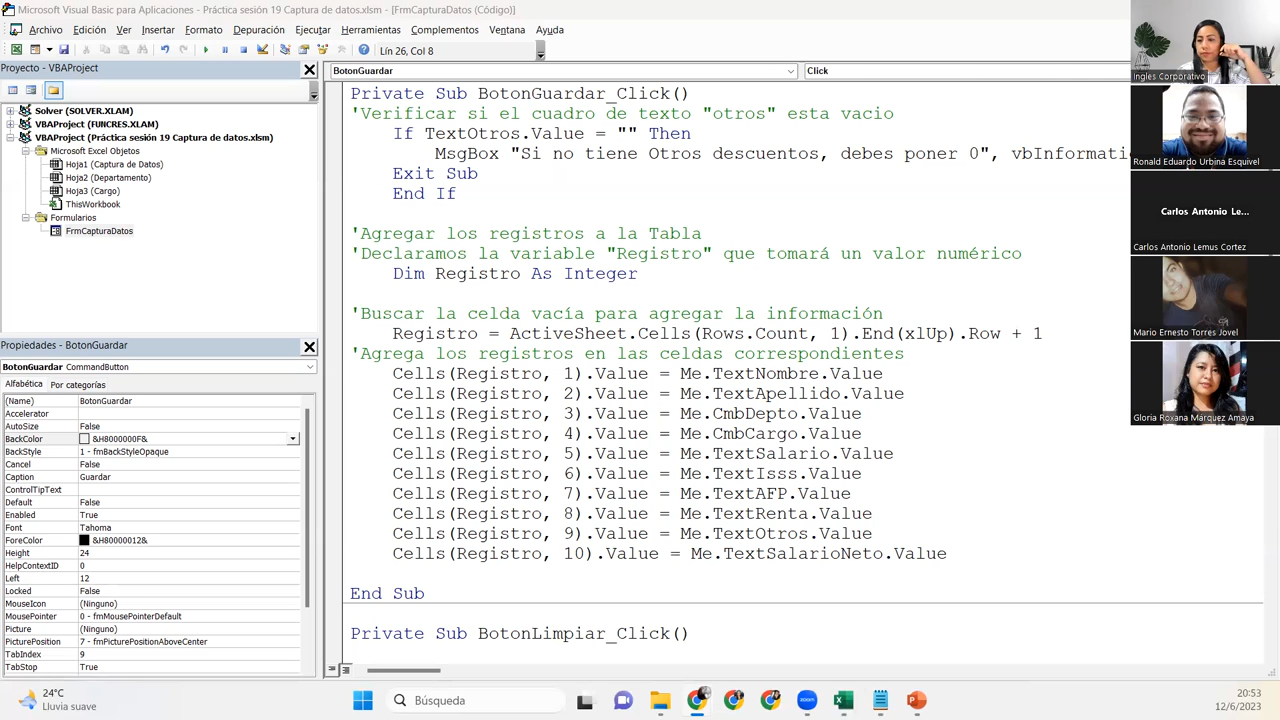 Microsoft Visual Basic para Aplicaciones - Práctica sesión 19 Captura de datos.xlsm - [FrmCapturaDatos (Código)]
Archivo Edición Ver Insertar Formato Depuración Ejecutar Herramientas Complementos Ventana Ayuda
Lín 26, Col 8
Proyecto - VBAProject
Solver (SOLVER.XLAM)
VBAProject (FUNCRES.XLAM)
VBAProject (Práctica sesión 19 Captura de datos.xlsm)
Microsoft Excel Objetos
Hoja1 (Captura de Datos)
Hoja2 (Departamento)
Hoja3 (Cargo)
ThisWorkbook
Formularios
FrmCapturaDatos
Propiedades - BotonGuardar
BotonGuardar CommandButton
Alfabética Por categorías
(Name) BotonGuardar
Accelerator
AutoSize False
BackColor &H8000000F&
BackStyle 1 - fmBackStyleOpaque
Cancel False
Caption Guardar
ControlTipText
Default False
Enabled True
Font Tahoma
ForeColor &H80000012&
Height 24
HelpContextID 0
Left 12
Locked False
MouseIcon (Ninguno)
MousePointer 0 - fmMousePointerDefault
Picture (Ninguno)
PicturePosition 7 - fmPicturePositionAboveCenter
TabIndex 9
TabStop True
BotonGuardar Click
Private Sub BotonGuardar_Click()
'Verificar si el cuadro de texto "otros" esta vacio
If TextOtros.Value = "" Then
MsgBox "Si no tiene Otros descuentos, debes poner 0", vbInformati
Exit Sub
End If
'Agregar los registros a la Tabla
'Declaramos la variable "Registro" que tomará un valor numérico
Dim Registro As Integer
'Buscar la celda vacía para agregar la información
Registro = ActiveSheet.Cells(Rows.Count, 1).End(xlUp).Row + 1
'Agrega los registros en las celdas correspondientes
Cells(Registro, 1).Value = Me.TextNombre.Value
Cells(Registro, 2).Value = Me.TextApellido.Value
Cells(Registro, 3).Value = Me.CmbDepto.Value
Cells(Registro, 4).Value = Me.CmbCargo.Value
Cells(Registro, 5).Value = Me.TextSalario.Value
Cells(Registro, 6).Value = Me.TextIsss.Value
Cells(Registro, 7).Value = Me.TextAFP.Value
Cells(Registro, 8).Value = Me.TextRenta.Value
Cells(Registro, 9).Value = Me.TextOtros.Value
Cells(Registro, 10).Value = Me.TextSalarioNeto.Value
End Sub
Private Sub BotonLimpiar_Click()
Ingles Corporativo
Ronald Eduardo Urbina Esquivel
Carlos Antonio Le...
Carlos Antonio Lemus Cortez
Mario Ernesto Torres Jovel
Gloria Roxana Márquez Amaya
24°C
Lluvia suave
Búsqueda
20:53
12/6/2023